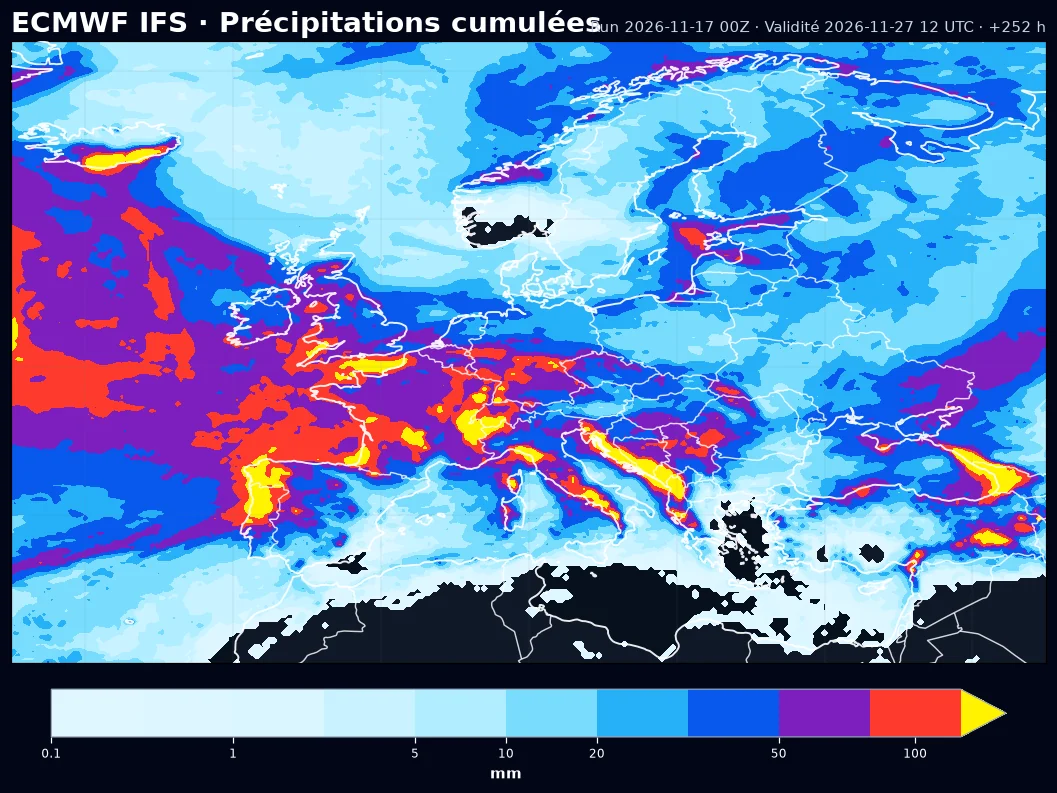 ECMWF IFS · Précipitations cumulées
Run 2026-11-17 00Z · Validité 2026-11-27 12 UTC · +252 h
0.1 1 5 10 20 50 100
mm